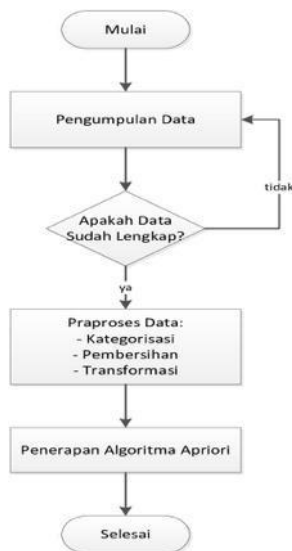 Mulai
Pengumpulan Data
tidak
Apakah Data
Sudah Lengkap?
ya
Praproses Data:
- Kategorisasi
- Pembersihan
- Transformasi
Penerapan Algoritma Apriori
Selesai